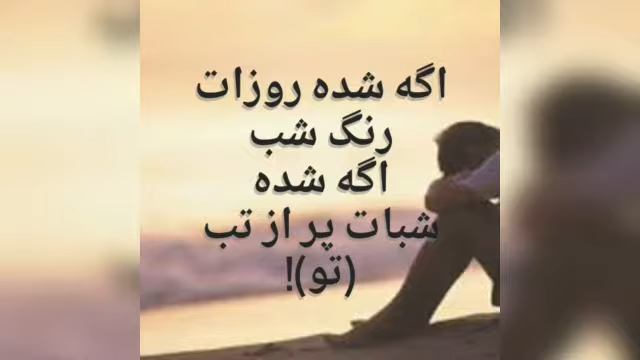 اگه شده روزات
رنگ شب
اگه شده
شبات پر از تب
(تو)!